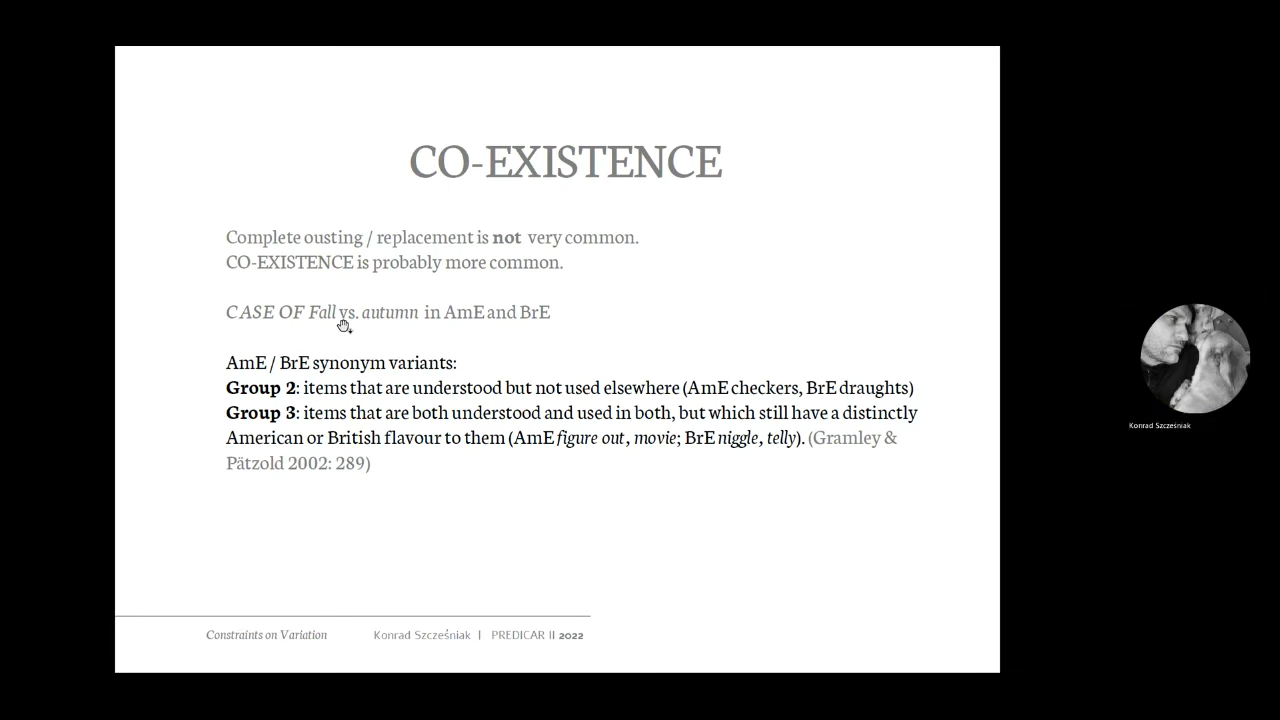 CO-EXISTENCE
Complete ousting / replacement is not very common.
CO-EXISTENCE is probably more common.
CASE OF Fall vs. autumn in AmE and BrE
AmE / BrE synonym variants:
Group 2: items that are understood but not used elsewhere (AmE checkers, BrE draughts)
Group 3: items that are both understood and used in both, but which still have a distinctly
American or British flavour to them (AmE figure out, movie; BrE niggle, telly). (Gramley &
Pätzold 2002: 289)
Constraints on Variation Konrad Szcześniak | PREDICAR II 2022
Konrad Szcześniak